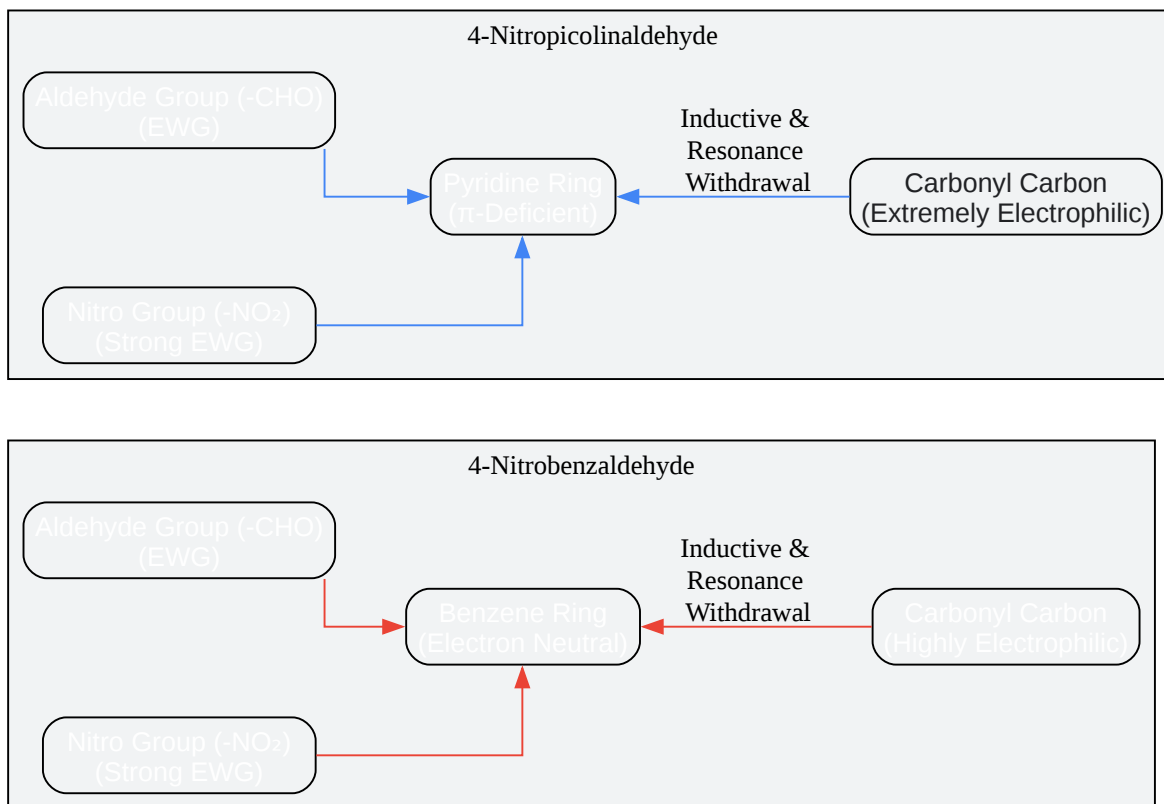 4-Nitropicolinaldehyde
Aldehyde Group (-CHO)
(EWG)
Inductive &
Resonance
Withdrawal
Pyridine Ring
(π-Deficient)
Carbonyl Carbon
(Extremely Electrophilic)
Nitro Group (-NO₂)
(Strong EWG)
4-Nitrobenzaldehyde
Aldehyde Group (-CHO)
(EWG)
Inductive &
Resonance
Withdrawal
Benzene Ring
(Electron Neutral)
Carbonyl Carbon
(Highly Electrophilic)
Nitro Group (-NO₂)
(Strong EWG)